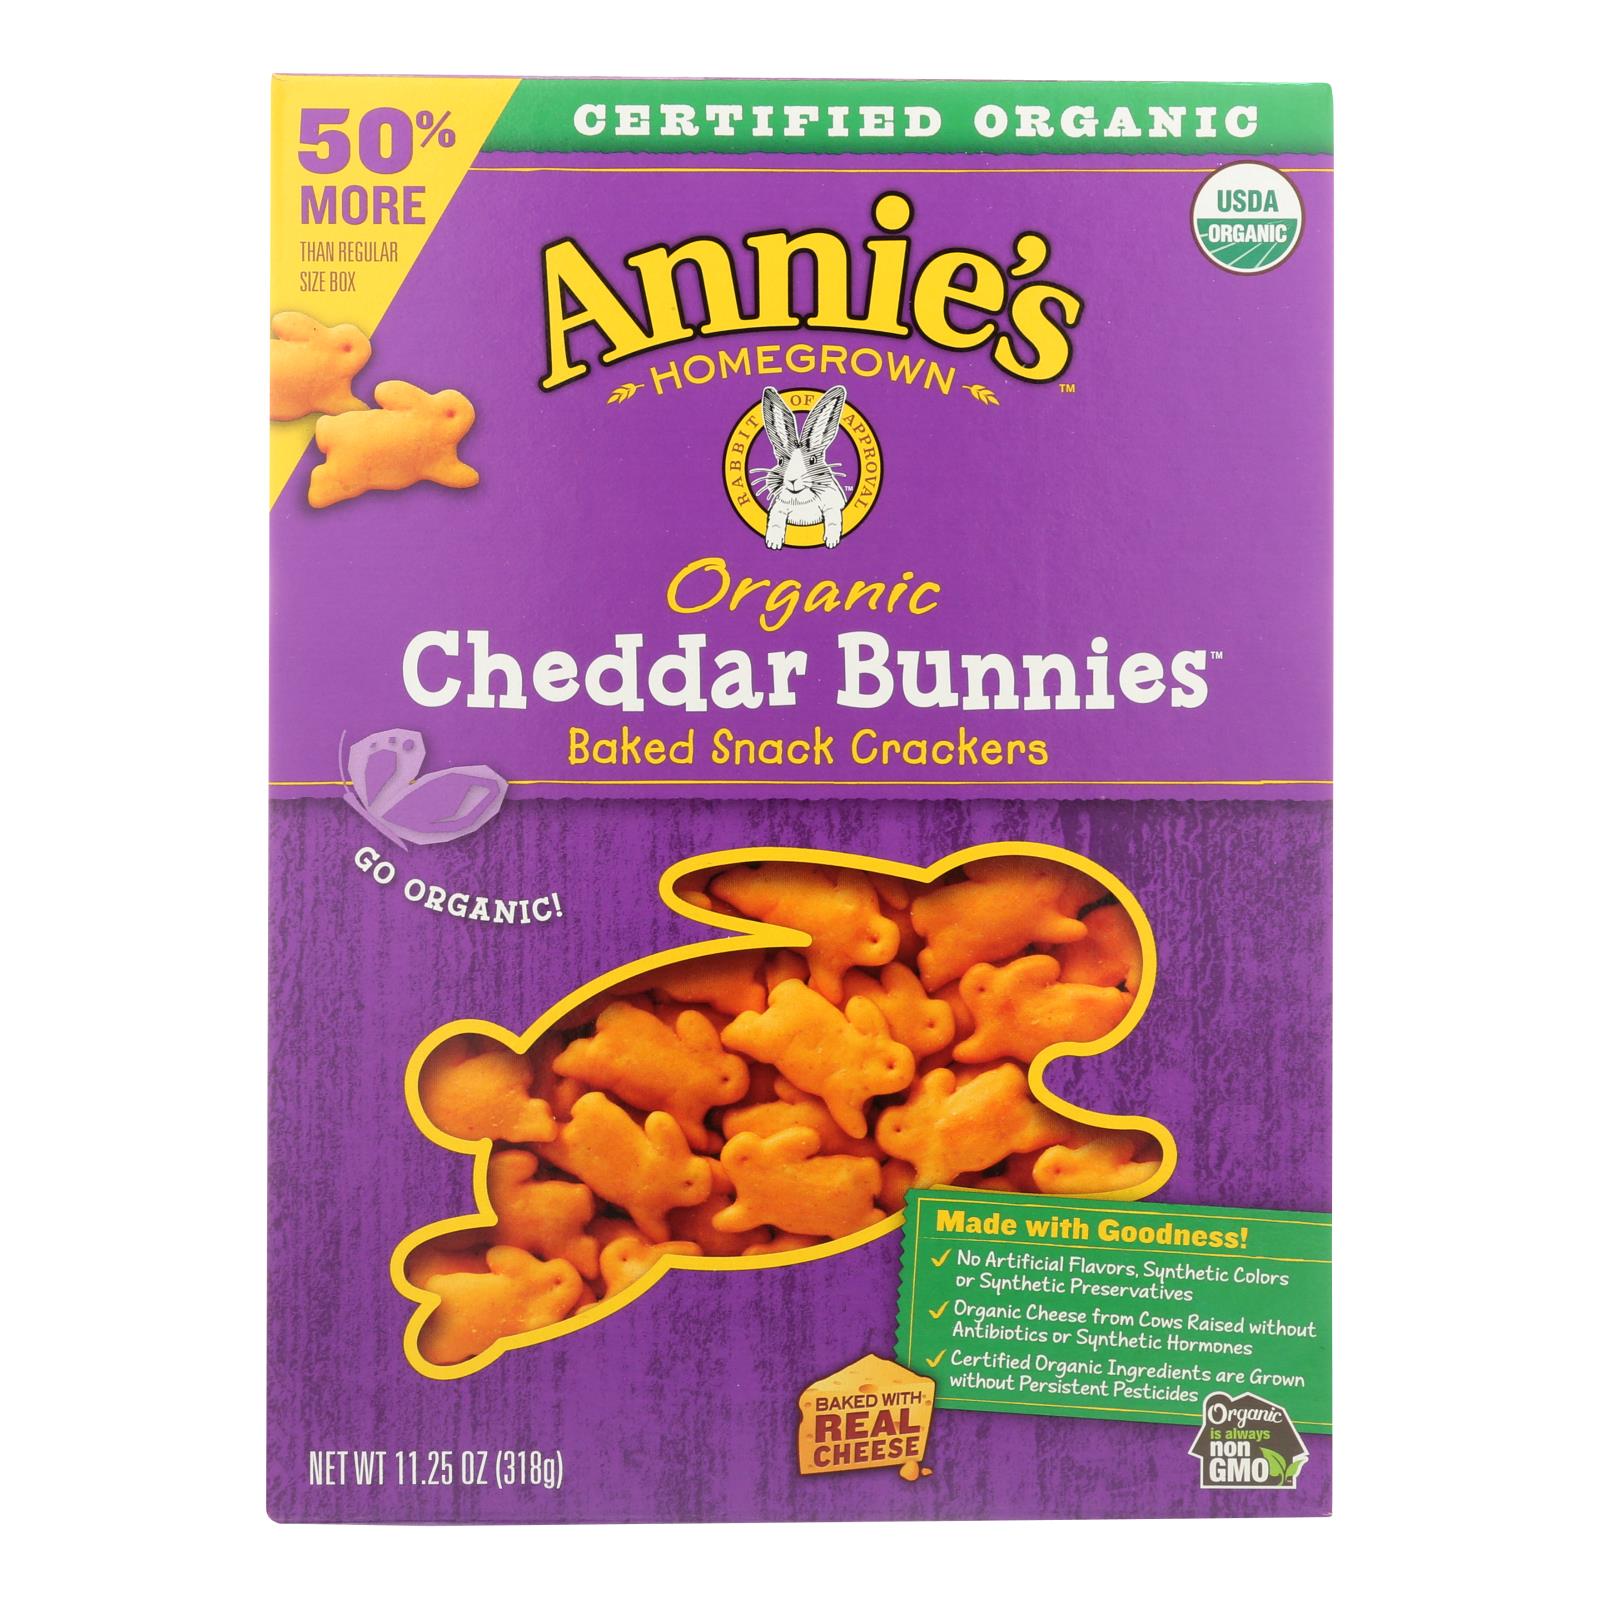 50%
MORE
THAN REGULAR
SIZE BOX
CERTIFIED ORGANIC
USDA
ORGANIC
Annie's™
HOMEGROWN
RABBIT OF APPROVAL™
Organic
Cheddar Bunnies™
Baked Snack Crackers
GO ORGANIC!
Made with Goodness!
✓ No Artificial Flavors, Synthetic Colors
or Synthetic Preservatives
✓ Organic Cheese from Cows Raised without
Antibiotics or Synthetic Hormones
✓ Certified Organic Ingredients are Grown
without Persistent Pesticides
BAKED WITH
REAL
CHEESE
Organic
is always
non
GMO
NET WT 11.25 OZ (318g)